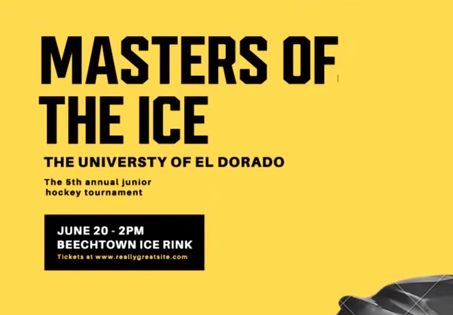 MASTERS OF
THE ICE
THE UNIVERSTY OF EL DORADO
The 5th annual junior
hockey tournament
JUNE 20 - 2PM
BEECHTOWN ICE RINK
Tickets at www.reallygreatsite.com